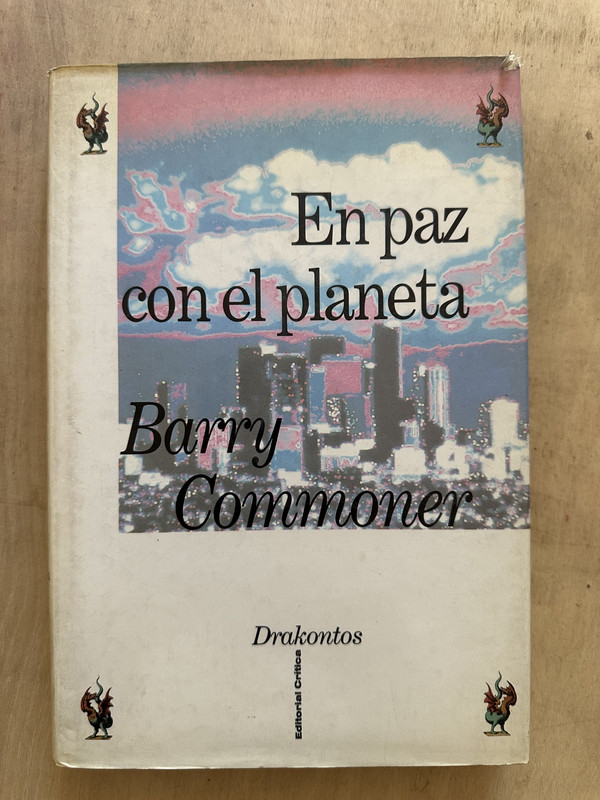 En paz
con el planeta
Barry
Commoner
Drakontos
Editorial Crítica